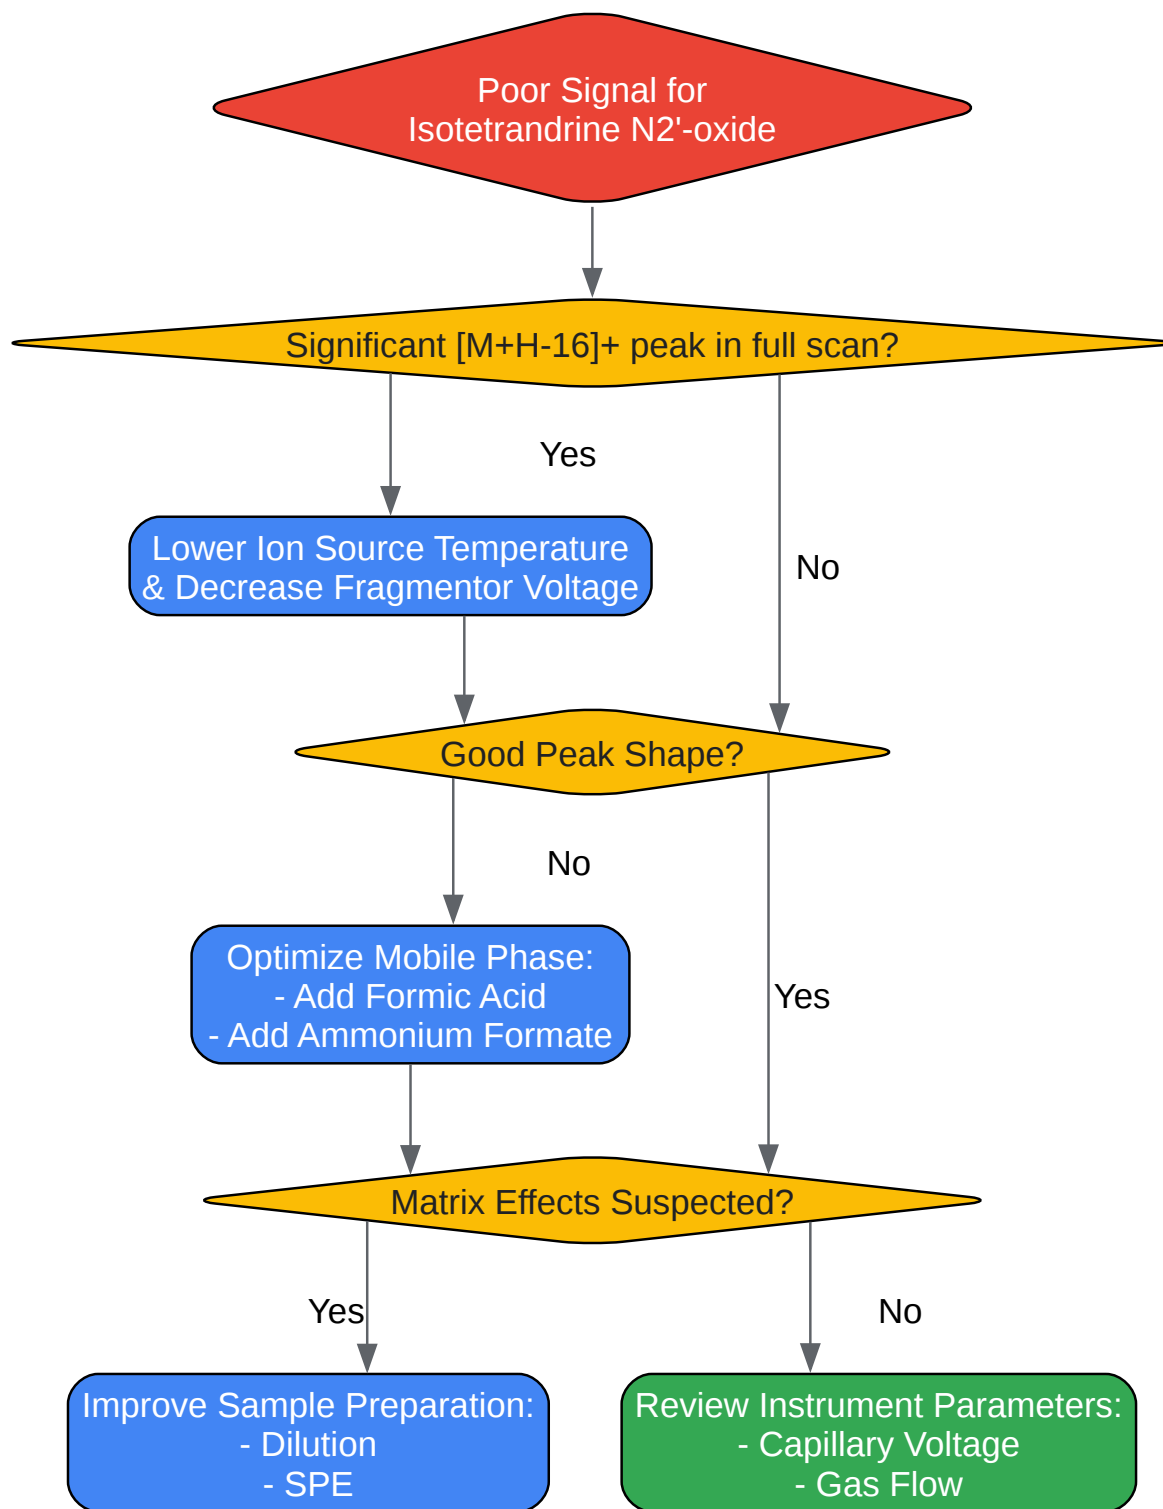 Poor Signal for
Isotetrandrine N2'-oxide
Significant [M+H-16]+ peak in full scan?
Yes
Lower Ion Source Temperature
& Decrease Fragmentor Voltage
No
Good Peak Shape?
No
Optimize Mobile Phase:
- Add Formic Acid
- Add Ammonium Formate
Yes
Matrix Effects Suspected?
Yes
No
Improve Sample Preparation:
- Dilution
- SPE
Review Instrument Parameters:
- Capillary Voltage
- Gas Flow